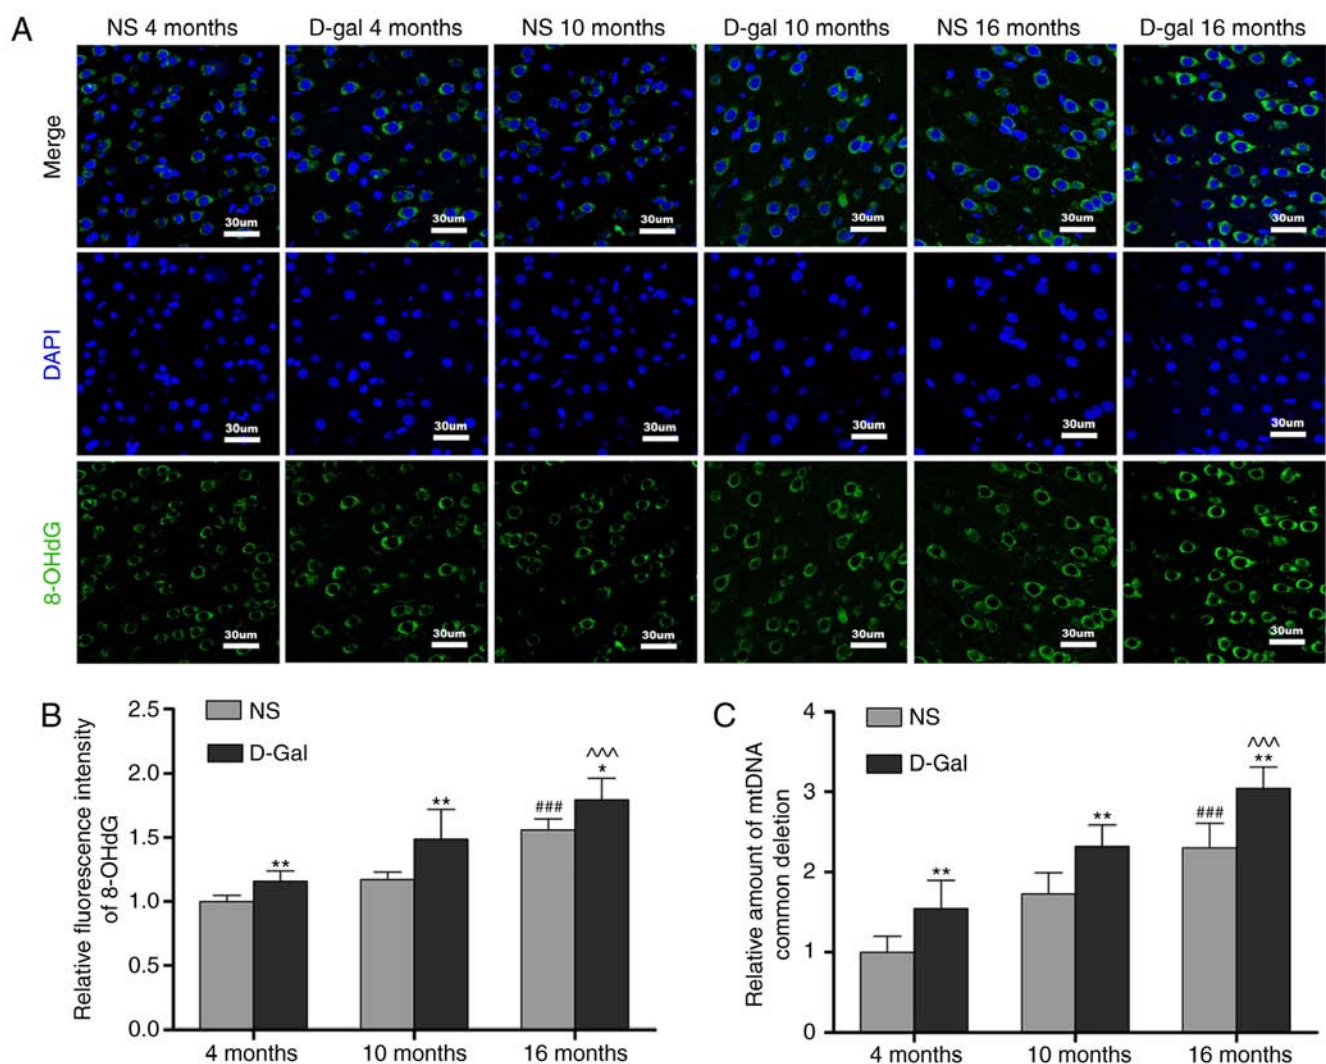 A
NS 4 months D-gal 4 months NS 10 months D-gal 10 months NS 16 months D-gal 16 months
Merge
30um 30um 30um 30um 30um 30um
DAPI
30um 30um 30um 30um 30um 30um
8-OHdG
30um 30um 30um 30um 30um 30um
B
Relative fluorescence intensity
of 8-OHdG
2.5
2.0
1.5
1.0
0.5
0.0
NS
D-Gal
**
**
###
^^^
*
4 months 10 months 16 months
C
Relative amount of mtDNA
common deletion
4
3
2
1
0
NS
D-Gal
**
**
###
^^^
**
4 months 10 months 16 months